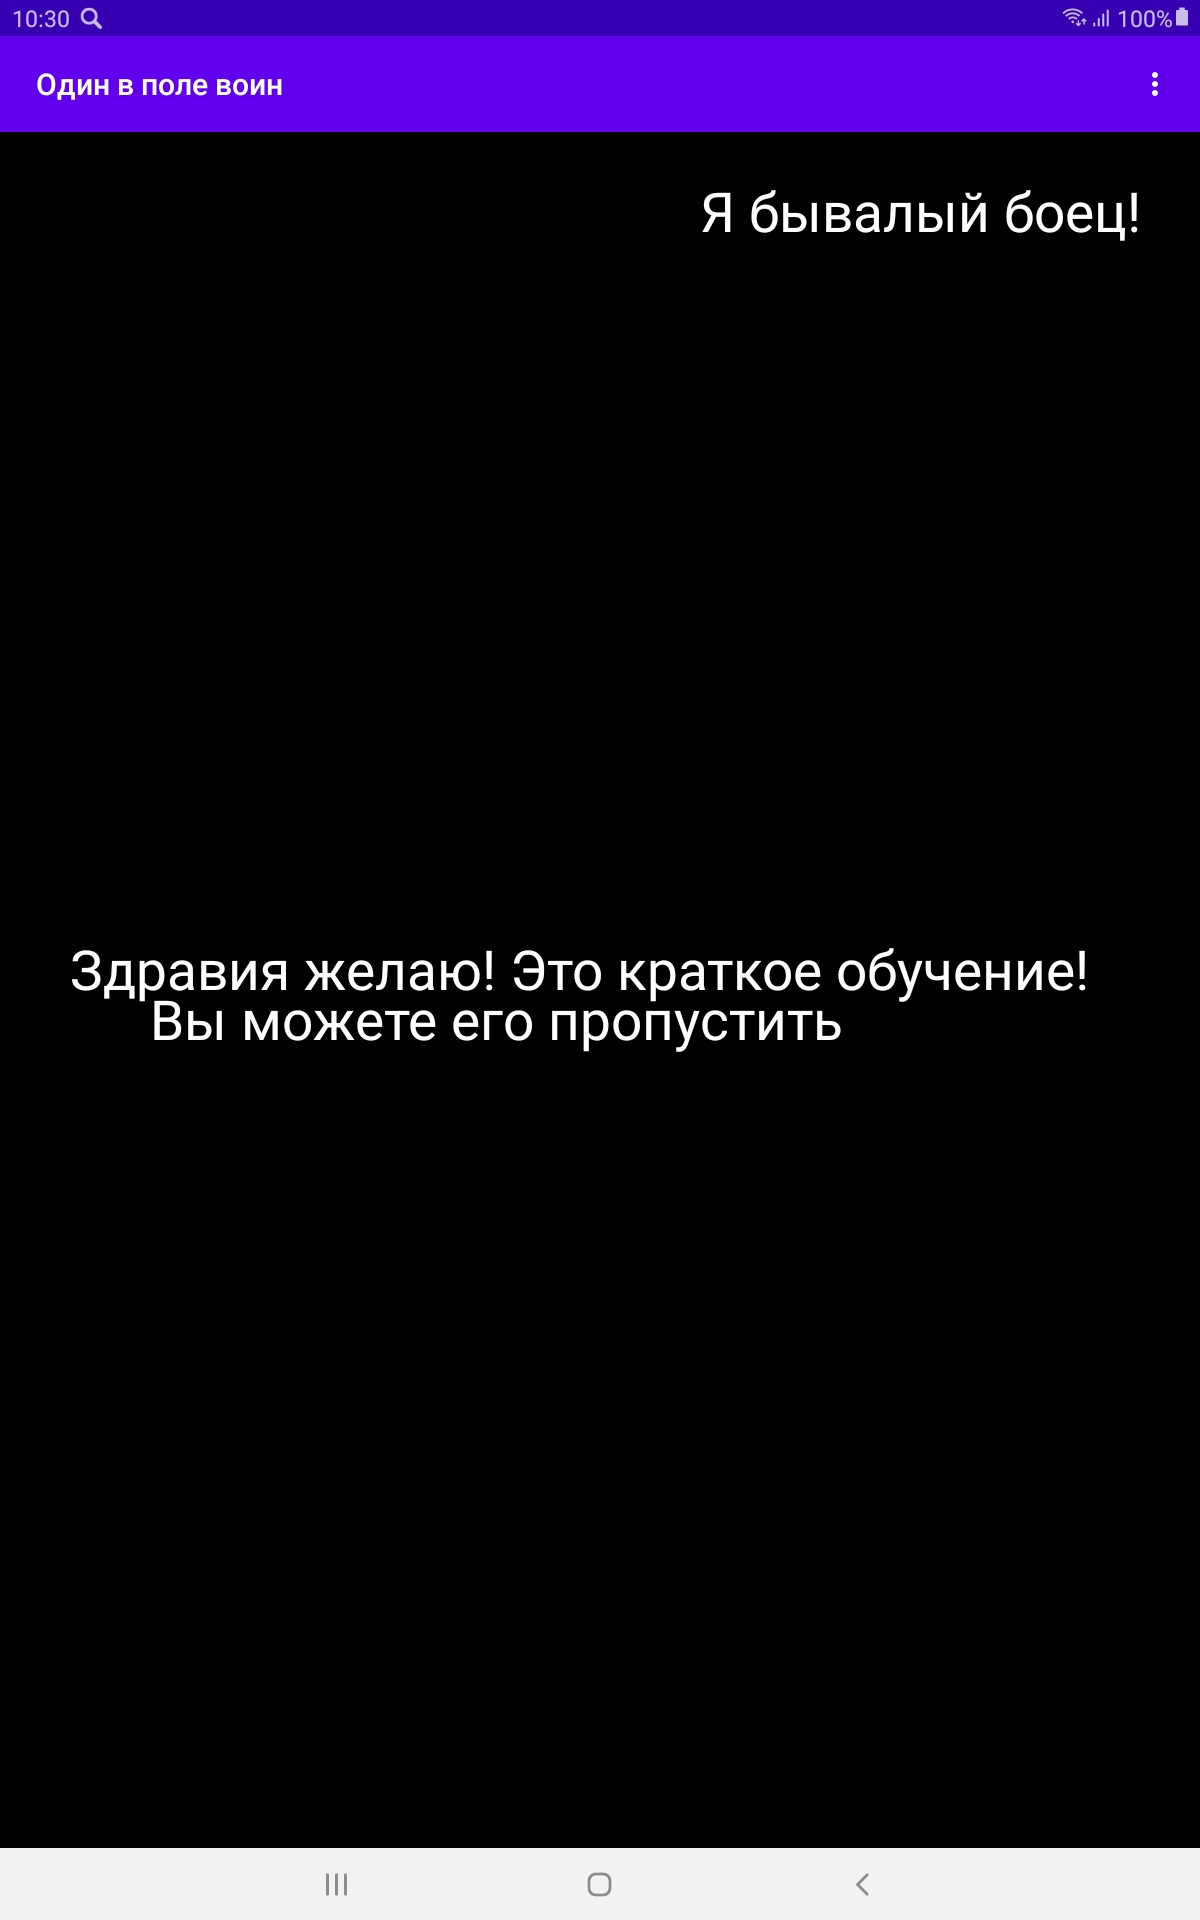 10:30
100%
Один в поле воин
Я бывалый боец!
Здравия желаю! Это краткое обучение!
Вы можете его пропустить